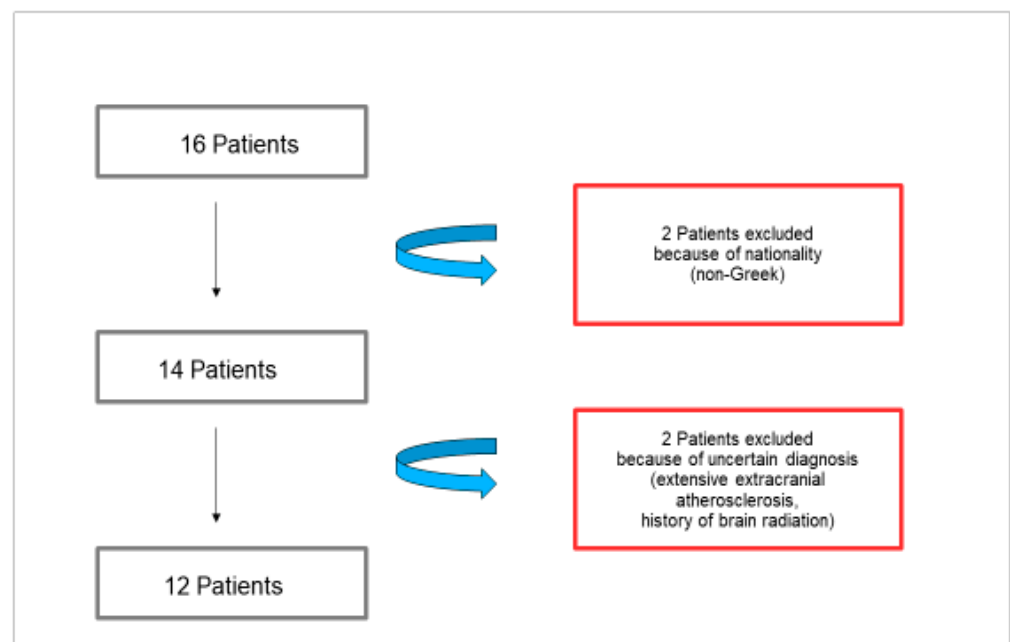 16 Patients
2 Patients excluded
because of nationality
(non-Greek)
14 Patients
2 Patients excluded
because of uncertain diagnosis
(extensive extracranial
atherosclerosis,
history of brain radiation)
12 Patients